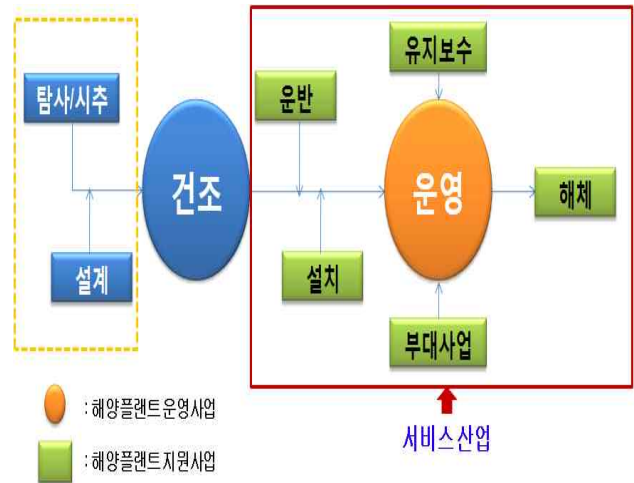 유지보수
탐사/시추
운반
건조
운영
해체
설계
설치
부대사업
: 해양플랜트 운영사업
서비스 산업
: 해양플랜트 지원사업